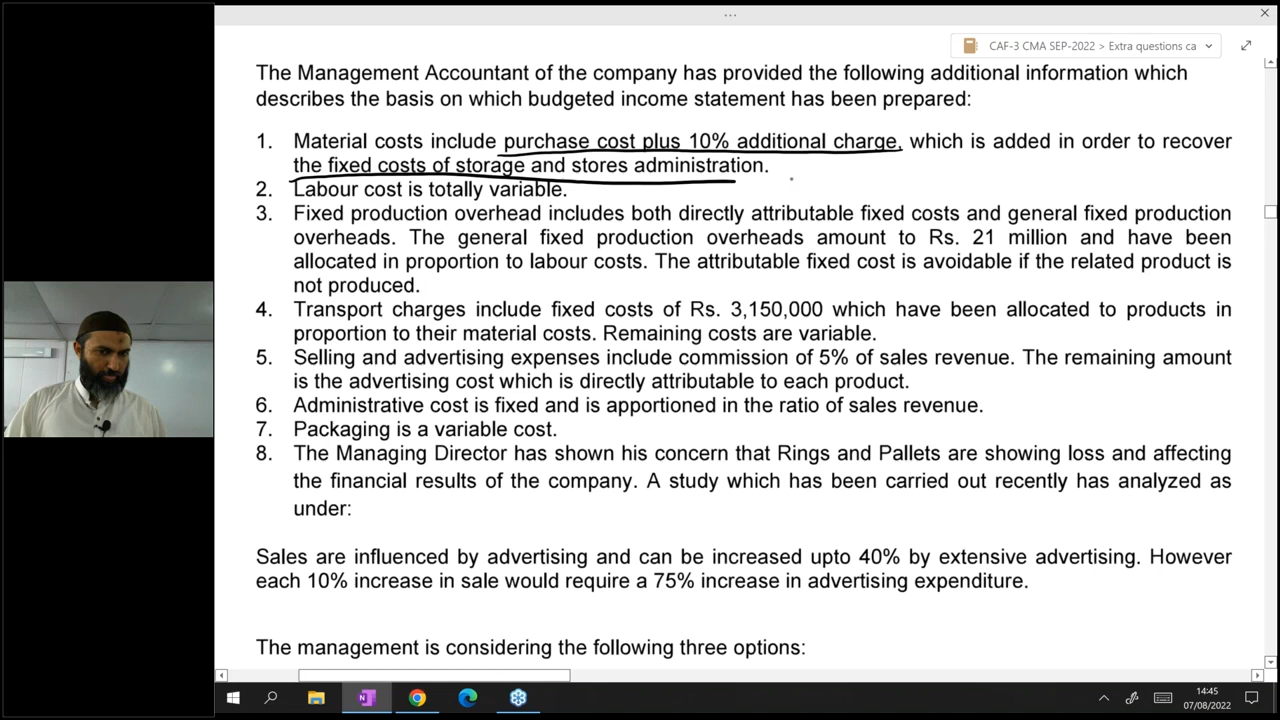 CAF-3 CMA SEP-2022 > Extra questions ca
The Management Accountant of the company has provided the following additional information which
describes the basis on which budgeted income statement has been prepared:
1. Material costs include purchase cost plus 10% additional charge, which is added in order to recover
the fixed costs of storage and stores administration.
2. Labour cost is totally variable.
3. Fixed production overhead includes both directly attributable fixed costs and general fixed production
overheads. The general fixed production overheads amount to Rs. 21 million and have been
allocated in proportion to labour costs. The attributable fixed cost is avoidable if the related product is
not produced.
4. Transport charges include fixed costs of Rs. 3,150,000 which have been allocated to products in
proportion to their material costs. Remaining costs are variable.
5. Selling and advertising expenses include commission of 5% of sales revenue. The remaining amount
is the advertising cost which is directly attributable to each product.
6. Administrative cost is fixed and is apportioned in the ratio of sales revenue.
7. Packaging is a variable cost.
8. The Managing Director has shown his concern that Rings and Pallets are showing loss and affecting
the financial results of the company. A study which has been carried out recently has analyzed as
under:
Sales are influenced by advertising and can be increased upto 40% by extensive advertising. However
each 10% increase in sale would require a 75% increase in advertising expenditure.
The management is considering the following three options:
14:45
07/08/2022